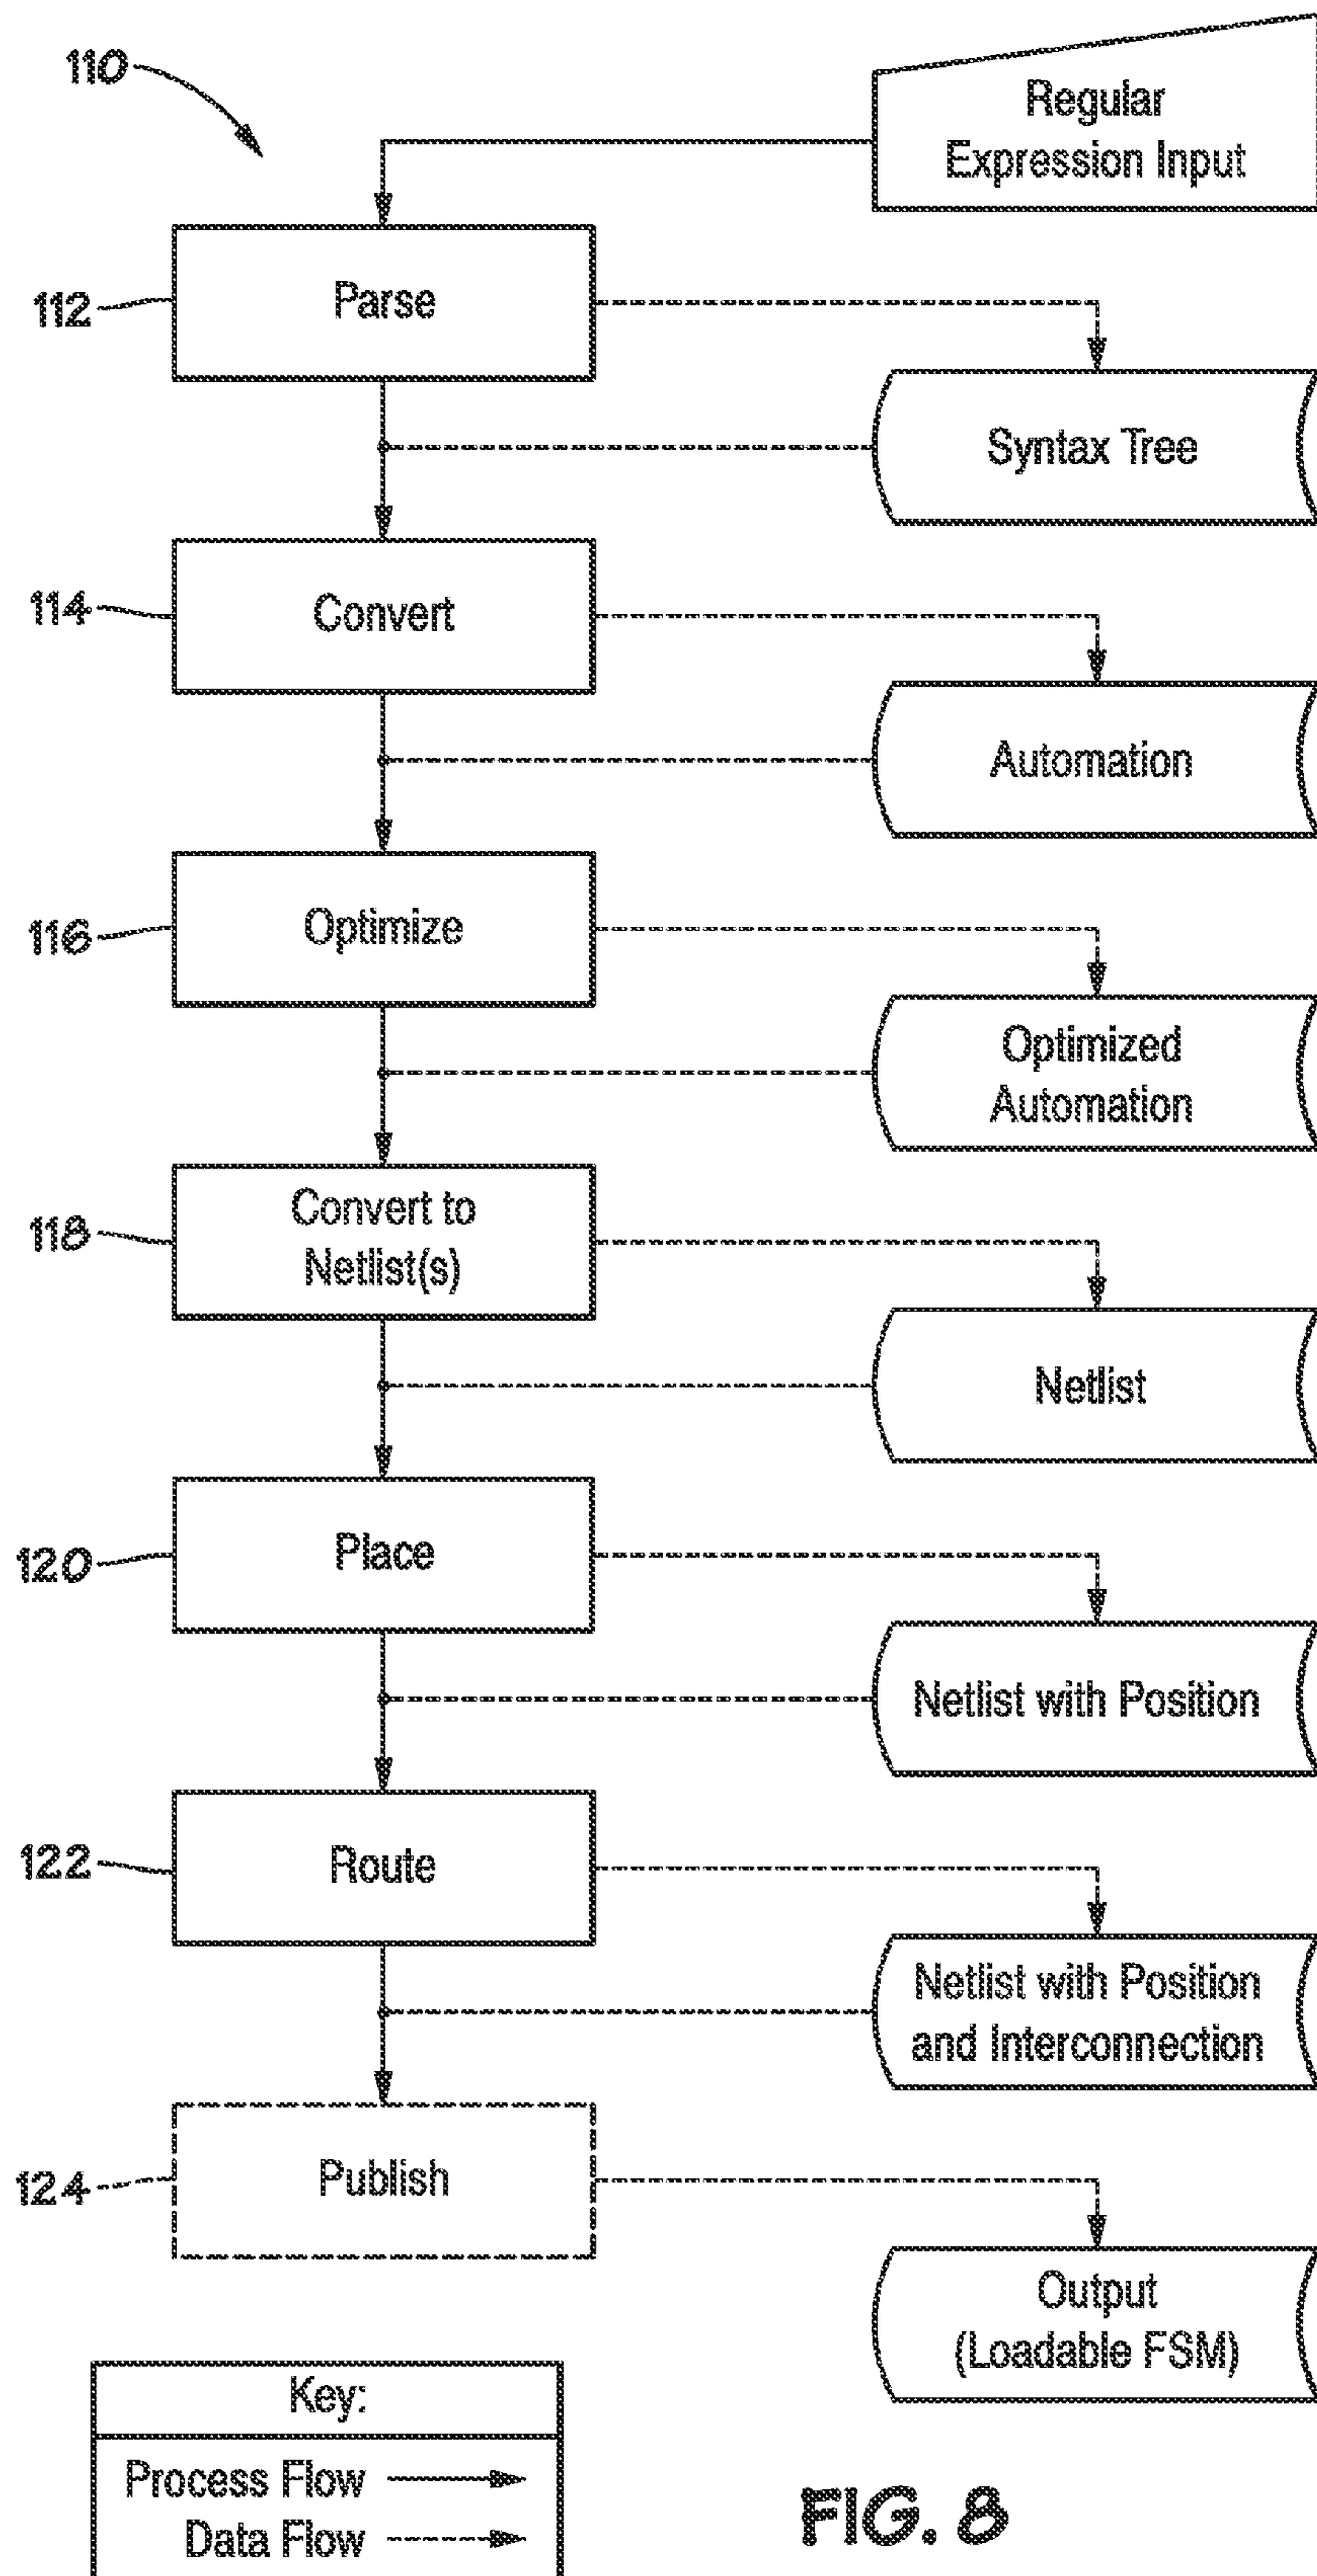 110
Regular
Expression Input
112
Parse
Syntax Tree
114
Convert
Automation
116
Optimize
Optimized
Automation
118
Convert to
Netlist(s)
Netlist
120
Place
Netlist with Position
122
Route
Netlist with Position
and Interconnection
124
Publish
Output
(Loadable FSM)
Key:
Process Flow
Data Flow
FIG. 8